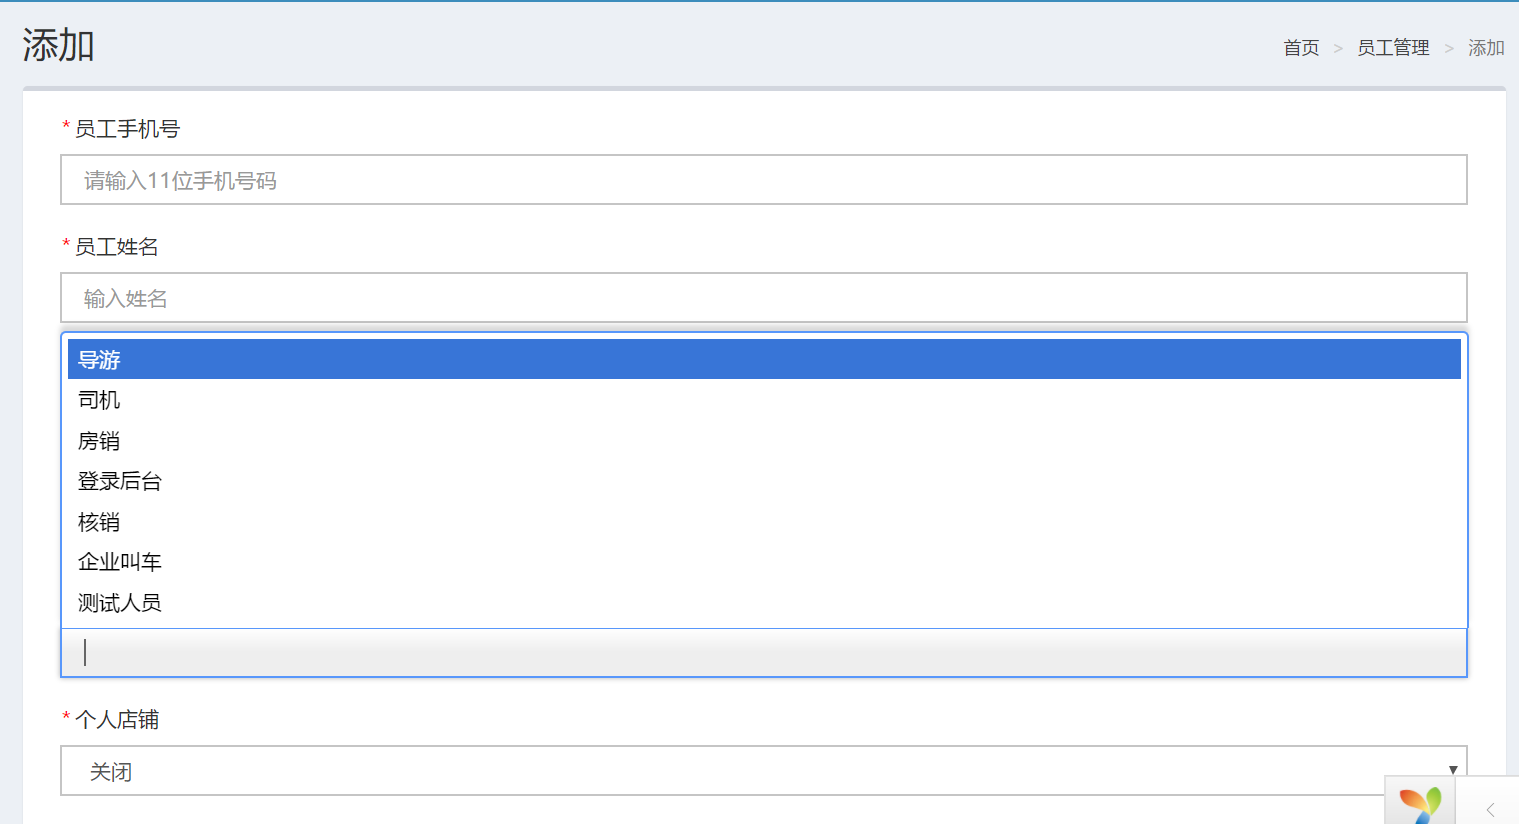 添加
首页 > 员工管理 > 添加
* 员工手机号
请输入11位手机号码
* 员工姓名
输入姓名
导游
司机
房销
登录后台
核销
企业叫车
测试人员
* 个人店铺
关闭